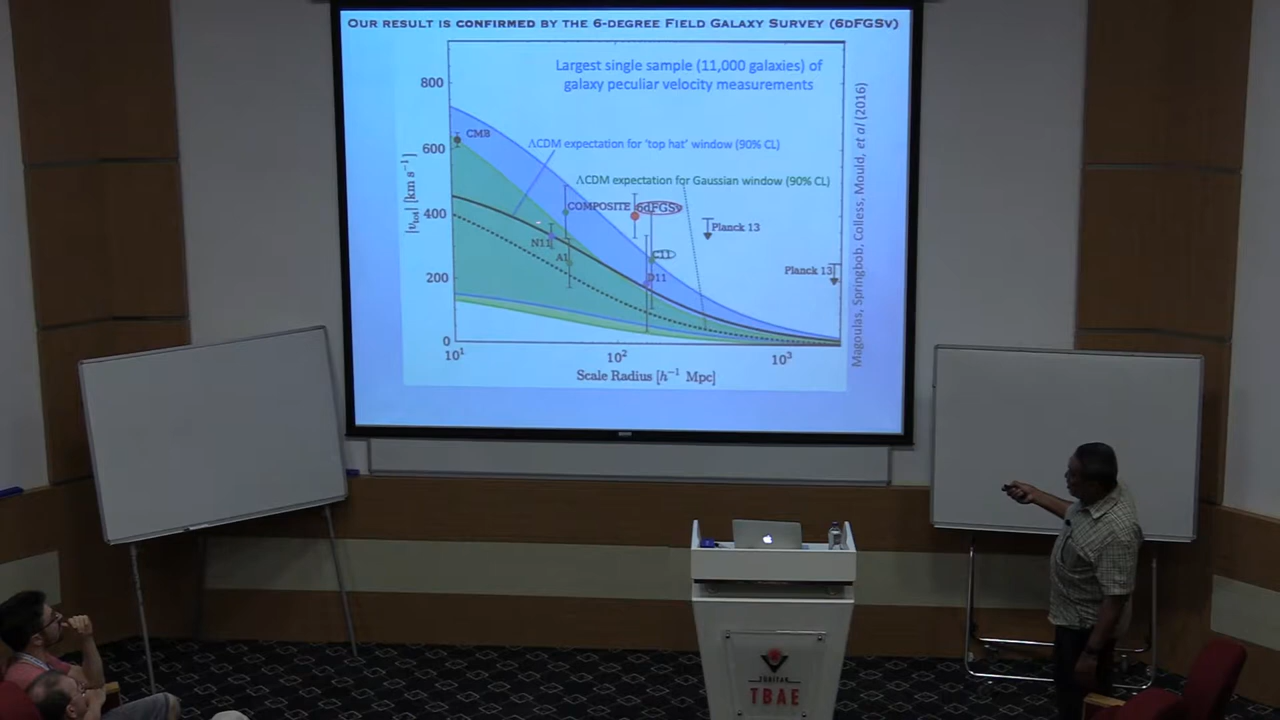 OUR RESULT IS CONFIRMED BY THE 6-DEGREE FIELD GALAXY SURVEY (6DFGSV)
Largest single sample (11,000 galaxies) of
galaxy peculiar velocity measurements
800
600
400
200
0
|v_tot| [km s⁻¹]
CMB
ΛCDM expectation for 'top hat' window (90% CL)
ΛCDM expectation for Gaussian window (90% CL)
COMPOSITE
6dFGSv
Planck 13
N11
A1
C11
D11
Planck 13
10¹
10²
10³
Scale Radius [h⁻¹ Mpc]
Magoulas, Springbob, Colless, Mould, et al (2016)
TÜBİTAK
TBAE